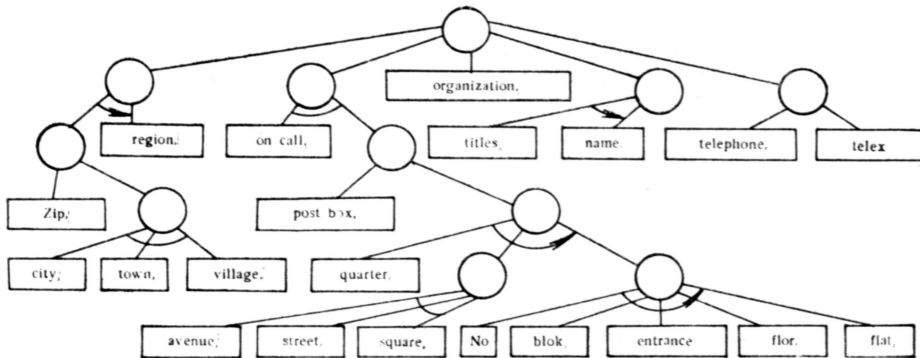 organization,
region,
on call,
titles,
name.
telephone,
telex
Zip,
post box,
city,
town,
village.
quarter.
avenue,
street,
square,
No
blok,
entrance
flor,
flat,